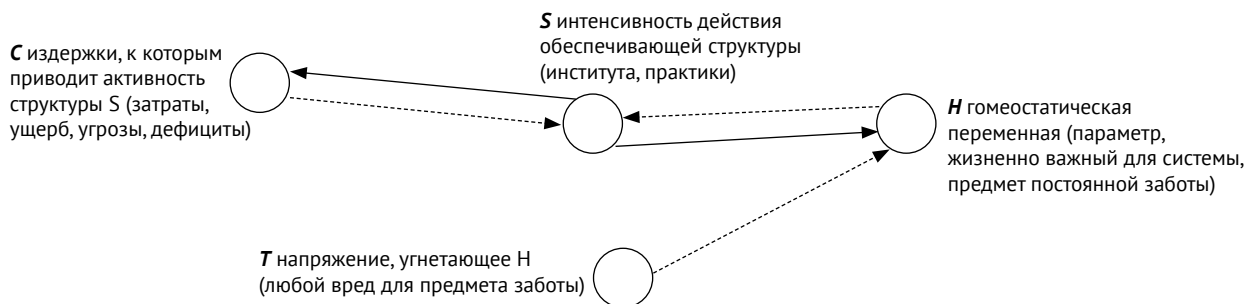 C издержки, к которым
приводит активность
структуры S (затраты,
ущерб, угрозы, дефициты)
S интенсивность действия
обеспечивающей структуры
(института, практики)
H гомеостатическая
переменная (параметр,
жизненно важный для системы,
предмет постоянной заботы)
T напряжение, угнетающее H
(любой вред для предмета заботы)